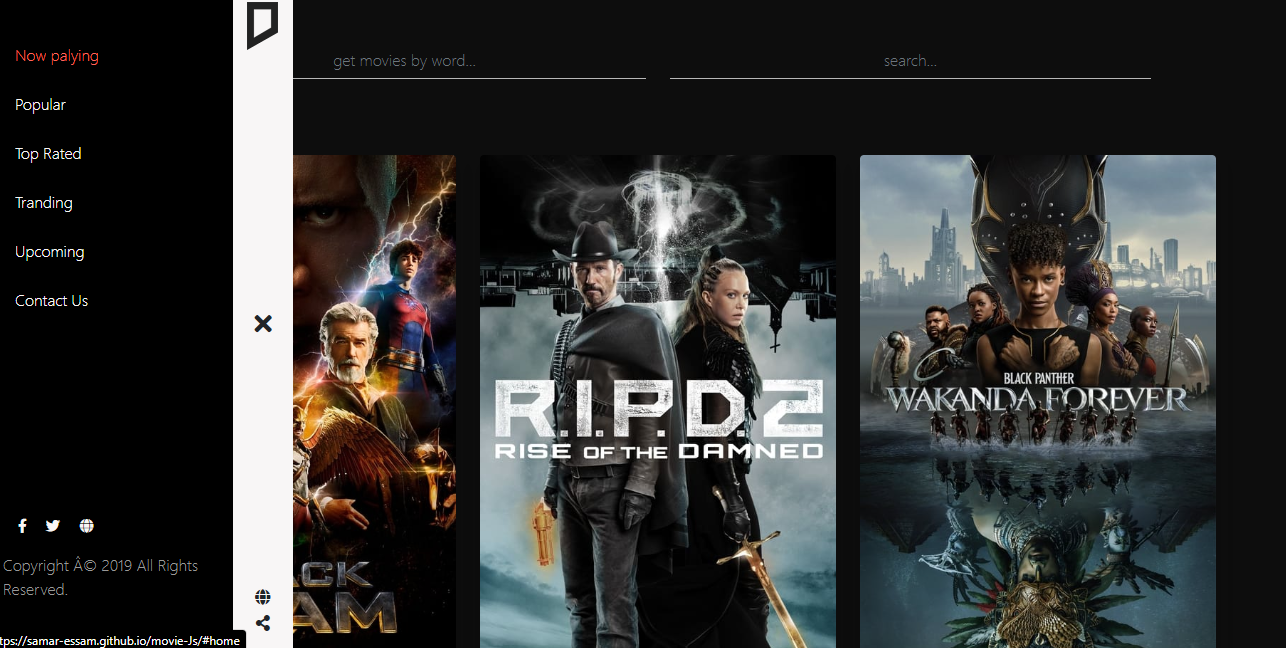 Now palying
Popular
Top Rated
Tranding
Upcoming
Contact Us
Copyright Â© 2019 All Rights
Reserved.
tps://samar-essam.github.io/movie-Js/#home
get movies by word...
search...
ACK
AM
R.I.P.D.2
RISE OF THE DAMNED
BLACK PANTHER
WAKANDA FOREVER